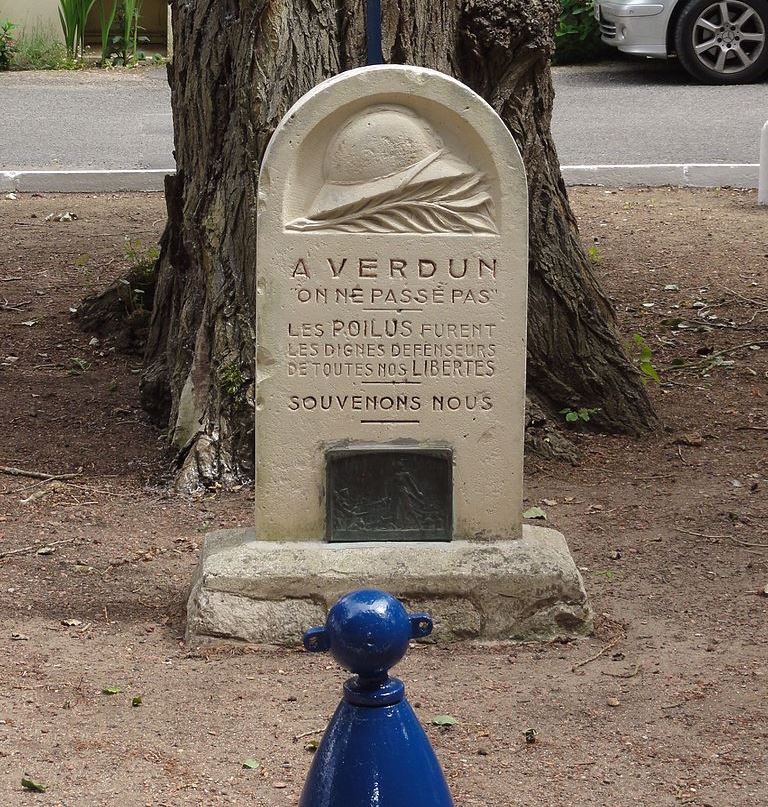 A VERDUN
"ON NE PASSE PAS"
LES POILUS FURENT
LES DIGNES DEFENSEURS
DE TOUTES NOS LIBERTES
SOUVENONS NOUS